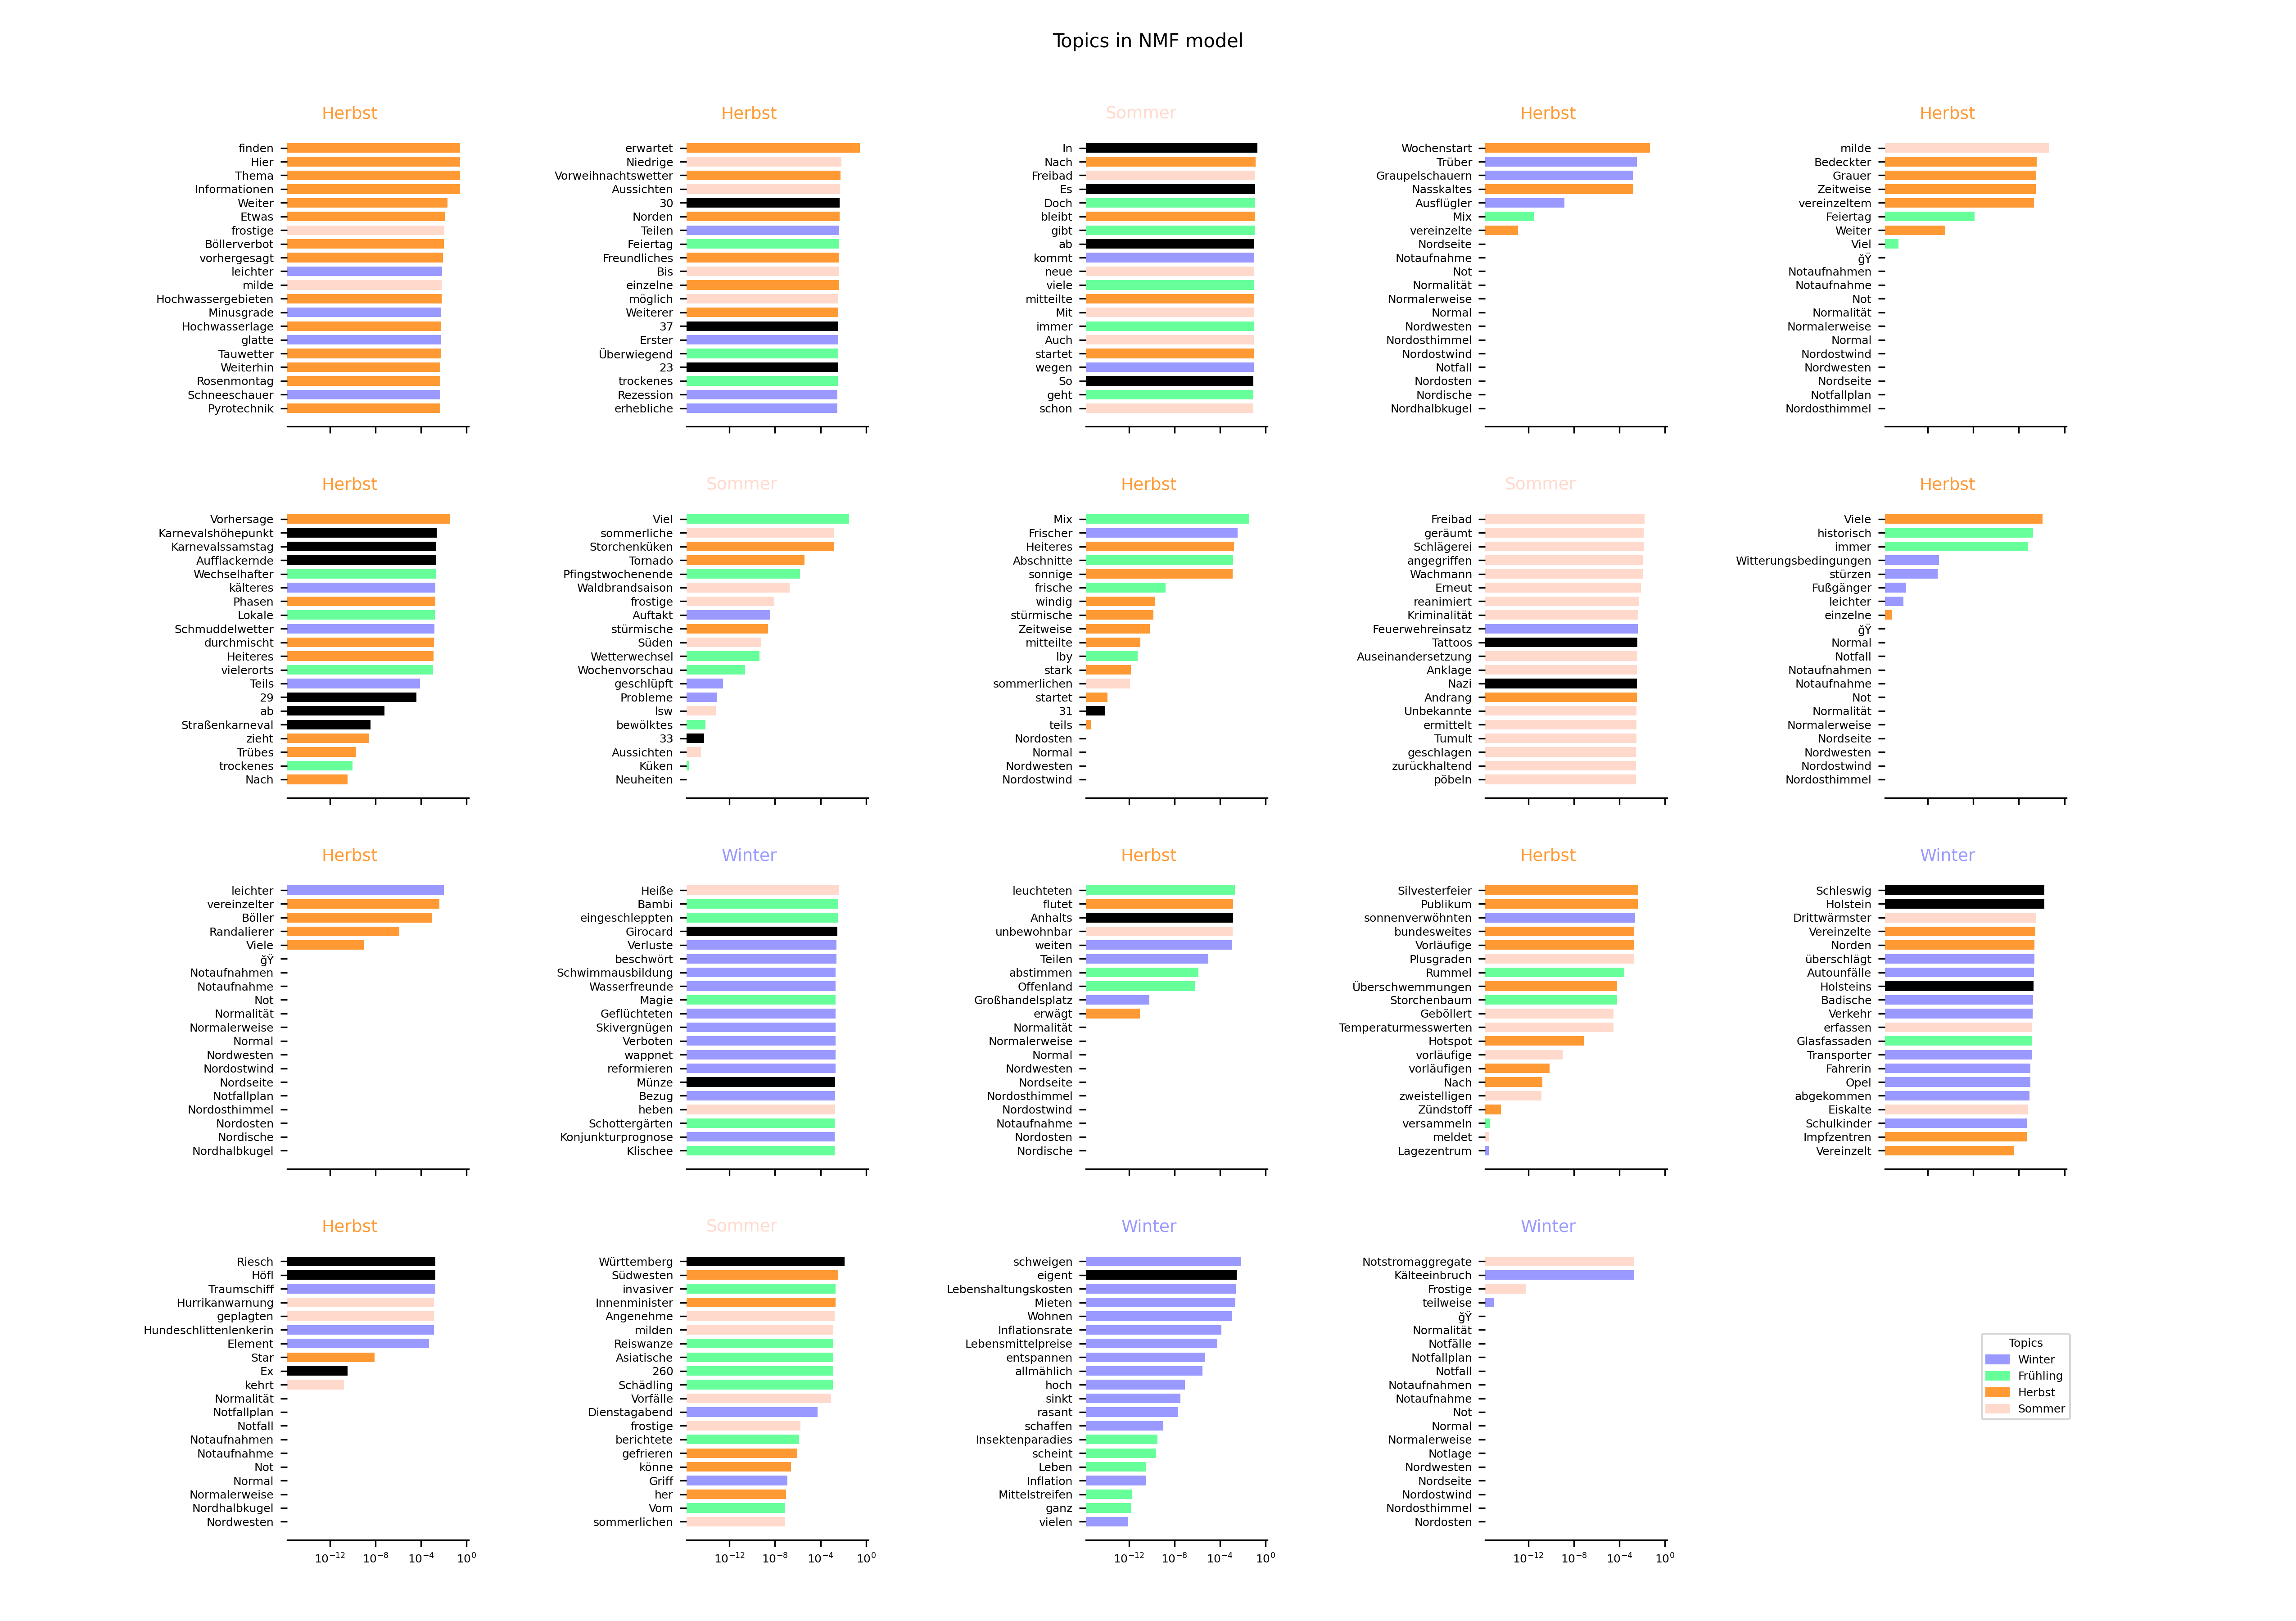 Topics in NMF model
Herbst
finden
Hier
Thema
Informationen
Weiter
Etwas
frostige
Böllerverbot
vorhergesagt
leichter
milde
Hochwassergebieten
Minusgrade
Hochwasserlage
glatte
Tauwetter
Weiterhin
Rosenmontag
Schneeschauer
Pyrotechnik
Herbst
erwartet
Niedrige
Vorweihnachtswetter
Aussichten
30
Norden
Teilen
Feiertag
Freundliches
Bis
einzelne
möglich
Weiterer
37
Erster
Überwiegend
23
trockenes
Rezession
erhebliche
Sommer
In
Nach
Freibad
Es
Doch
bleibt
gibt
ab
kommt
neue
viele
mitteilte
Mit
immer
Auch
startet
wegen
So
geht
schon
Herbst
Wochenstart
Trüber
Graupelschauern
Nasskaltes
Ausflügler
Mix
vereinzelte
Nordseite
Notaufnahme
Not
Normalität
Normalerweise
Normal
Nordwesten
Nordosthimmel
Nordostwind
Notfall
Nordosten
Nordische
Nordhalbkugel
Herbst
milde
Bedeckter
Grauer
Zeitweise
vereinzeltem
Feiertag
Weiter
Viel
ğŸ
Notaufnahmen
Notaufnahme
Not
Normalität
Normalerweise
Normal
Nordostwind
Nordwesten
Nordseite
Notfallplan
Nordosthimmel
Herbst
Vorhersage
Karnevalshöhepunkt
Karnevalssamstag
Aufflackernde
Wechselhafter
kälteres
Phasen
Lokale
Schmuddelwetter
durchmischt
Heiteres
vielerorts
Teils
29
ab
Straßenkarneval
zieht
Trübes
trockenes
Nach
Sommer
Viel
sommerliche
Storchenküken
Tornado
Pfingstwochenende
Waldbrandsaison
frostige
Auftakt
stürmische
Süden
Wetterwechsel
Wochenvorschau
geschlüpft
Probleme
lsw
bewölktes
33
Aussichten
Küken
Neuheiten
Herbst
Mix
Frischer
Heiteres
Abschnitte
sonnige
frische
windig
stürmische
Zeitweise
mitteilte
lby
stark
sommerlichen
startet
31
teils
Nordosten
Normal
Nordwesten
Nordostwind
Sommer
Freibad
geräumt
Schlägerei
angegriffen
Wachmann
Erneut
reanimiert
Kriminalität
Feuerwehreinsatz
Tattoos
Auseinandersetzung
Anklage
Nazi
Andrang
Unbekannte
ermittelt
Tumult
geschlagen
zurückhaltend
pöbeln
Herbst
Viele
historisch
immer
Witterungsbedingungen
stürzen
Fußgänger
leichter
einzelne
ğŸ
Normal
Notfall
Notaufnahmen
Notaufnahme
Not
Normalität
Normalerweise
Nordseite
Nordwesten
Nordostwind
Nordosthimmel
Herbst
leichter
vereinzelter
Böller
Randalierer
Viele
ğŸ
Notaufnahmen
Notaufnahme
Not
Normalität
Normalerweise
Normal
Nordwesten
Nordostwind
Nordseite
Notfallplan
Nordosthimmel
Nordosten
Nordische
Nordhalbkugel
Winter
Heiße
Bambi
eingeschleppten
Girocard
Verluste
beschwört
Schwimmausbildung
Wasserfreunde
Magie
Geflüchteten
Skivergnügen
Verboten
wappnet
reformieren
Münze
Bezug
heben
Schottergärten
Konjunkturprognose
Klischee
Herbst
leuchteten
flutet
Anhalts
unbewohnbar
weiten
Teilen
abstimmen
Offenland
Großhandelsplatz
erwägt
Normalität
Normalerweise
Normal
Nordwesten
Nordseite
Nordosthimmel
Nordostwind
Notaufnahme
Nordosten
Nordische
Herbst
Silvesterfeier
Publikum
sonnenverwöhnten
bundesweites
Vorläufige
Plusgraden
Rummel
Überschwemmungen
Storchenbaum
Geböllert
Temperaturmesswerten
Hotspot
vorläufige
vorläufigen
Nach
zweistelligen
Zündstoff
versammeln
meldet
Lagezentrum
Winter
Schleswig
Holstein
Drittwärmster
Vereinzelte
Norden
überschlägt
Autounfälle
Holsteins
Badische
Verkehr
erfassen
Glasfassaden
Transporter
Fahrerin
Opel
abgekommen
Eiskalte
Schulkinder
Impfzentren
Vereinzelt
Herbst
Riesch
Höfl
Traumschiff
Hurrikanwarnung
geplagten
Hundeschlittenlenkerin
Element
Star
Ex
kehrt
Normalität
Notfallplan
Notfall
Notaufnahmen
Notaufnahme
Not
Normal
Normalerweise
Nordhalbkugel
Nordwesten
10⁻¹² 10⁻⁸ 10⁻⁴ 10⁰
Sommer
Württemberg
Südwesten
invasiver
Innenminister
Angenehme
milden
Reiswanze
Asiatische
260
Schädling
Vorfälle
Dienstagabend
frostige
berichtete
gefrieren
könne
Griff
her
Vom
sommerlichen
10⁻¹² 10⁻⁸ 10⁻⁴ 10⁰
Winter
schweigen
eigent
Lebenshaltungskosten
Mieten
Wohnen
Inflationsrate
Lebensmittelpreise
entspannen
allmählich
hoch
sinkt
rasant
schaffen
Insektenparadies
scheint
Leben
Inflation
Mittelstreifen
ganz
vielen
10⁻¹² 10⁻⁸ 10⁻⁴ 10⁰
Winter
Notstromaggregate
Kälteeinbruch
Frostige
teilweise
ğŸ
Normalität
Notfälle
Notfallplan
Notfall
Notaufnahmen
Notaufnahme
Not
Normal
Normalerweise
Notlage
Nordwesten
Nordseite
Nordostwind
Nordosthimmel
Nordosten
10⁻¹² 10⁻⁸ 10⁻⁴ 10⁰
Topics
Winter
Frühling
Herbst
Sommer